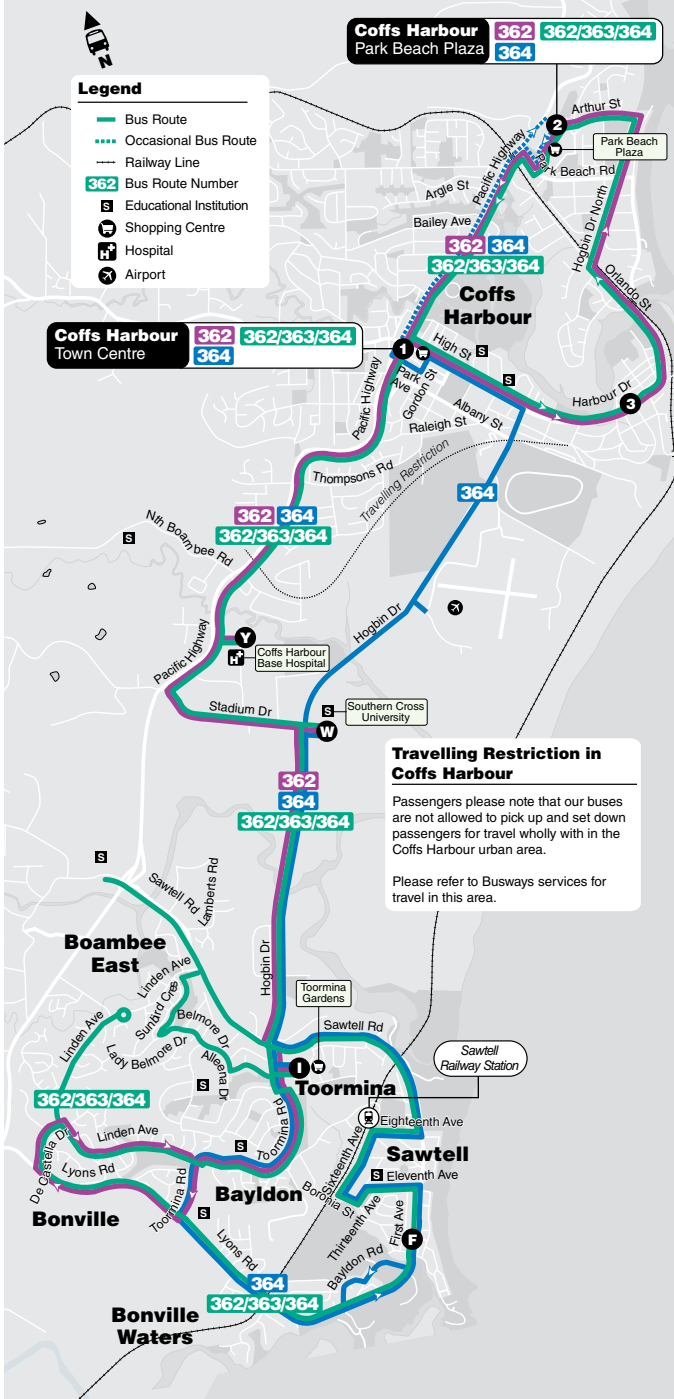 Coffs Harbour 362 362/363/364
Park Beach Plaza 364
Legend
Bus Route
Occasional Bus Route
Railway Line
362 Bus Route Number
S Educational Institution
Shopping Centre
H Hospital
Airport
2
Arthur St
Park Beach
Plaza
Park Beach Rd
Pacific Highway
Argyle St
Bailey Ave
Hogbin Dr North
Orlando St
362 364
362/363/364
Coffs
Harbour
Coffs Harbour 362 362/363/364
Town Centre 364
1
High St
S
S
Park
Ave
Gordon St
Harbour Dr
3
Albany St
Raleigh St
Pacific Highway
Thompsons Rd
Travelling Restriction
364
362 364
362/363/364
Nth Boambee Rd
S
Hogbin Dr
Y
H
Coffs Harbour
Base Hospital
Pacific Highway
Stadium Dr
S
Southern Cross
University
W
362
364
362/363/364
Travelling Restriction in
Coffs Harbour
Passengers please note that our buses
are not allowed to pick up and set down
passengers for travel wholly with in the
Coffs Harbour urban area.
Please refer to Busways services for
travel in this area.
S
Sawtell Rd
Lamberts Rd
Boambee
East
Linden Ave
Hogbin Dr
Toormina
Gardens
Sunbird Cres
Belmore Dr
Linden Ave
Lady Belmore Dr
Alleena Dr
Sawtell Rd
Sawtell
Railway Station
I
Toormina
S
362/363/364
Toormina Rd
Eighteenth Ave
Linden Ave
S
De Castella Dr
Sixteenth Ave
Sawtell
Lyons Rd
Toormina Rd
Bayldon
S
Eleventh Ave
Boronia St
Bonville
S
Thirteenth Ave
First Ave
F
Lyons Rd
Bayldon Rd
364
362/363/364
Bonville
Waters